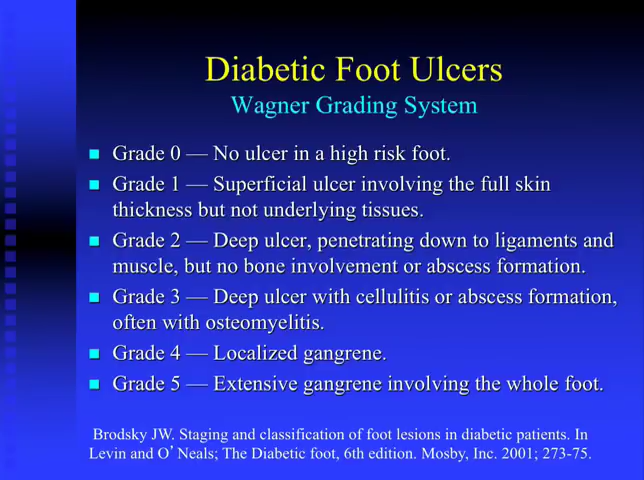 Diabetic Foot Ulcers
Wagner Grading System
Grade 0 — No ulcer in a high risk foot.
Grade 1 — Superficial ulcer involving the full skin
thickness but not underlying tissues.
Grade 2 — Deep ulcer, penetrating down to ligaments and
muscle, but no bone involvement or abscess formation.
Grade 3 — Deep ulcer with cellulitis or abscess formation,
often with osteomyelitis.
Grade 4 — Localized gangrene.
Grade 5 — Extensive gangrene involving the whole foot.
Brodsky JW. Staging and classification of foot lesions in diabetic patients. In
Levin and O’Neals; The Diabetic foot, 6th edition. Mosby, Inc. 2001; 273-75.